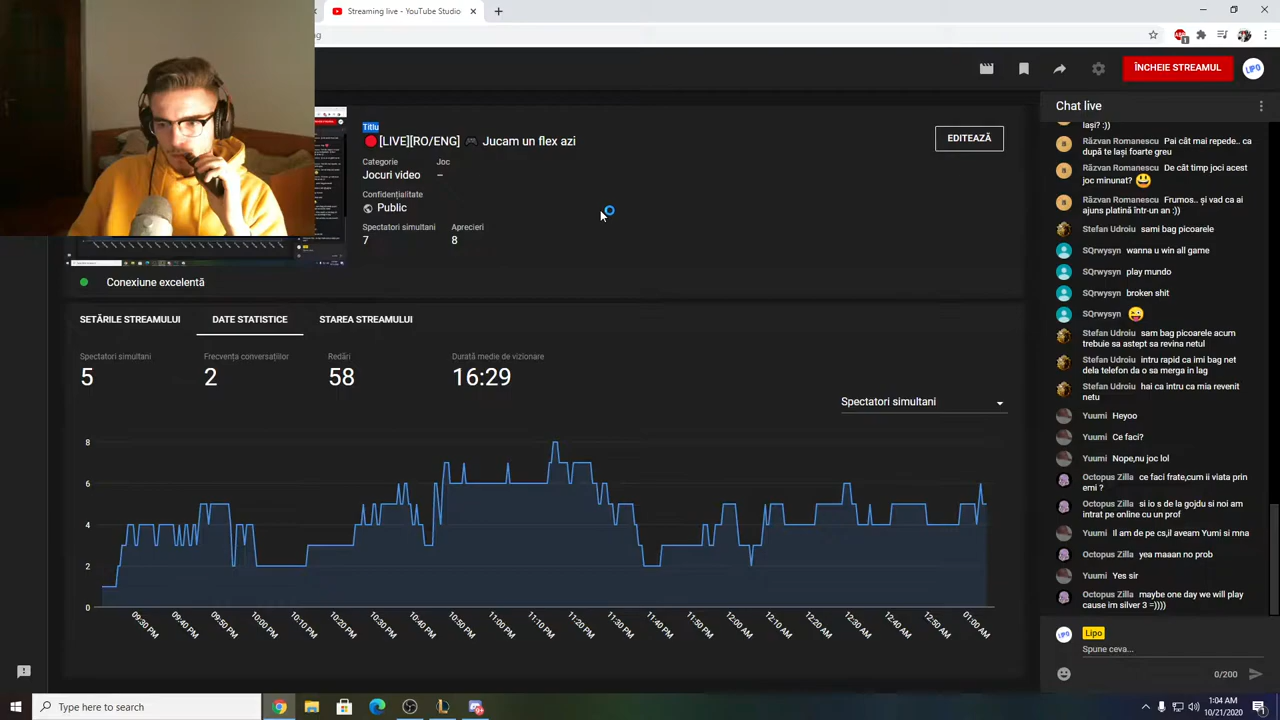 Streaming live - YouTube Studio
og
1
ÎNCHEIE STREAMUL
LIPO
Titlu
[LIVE][RO/ENG] 🎮 Jucam un flex azi
EDITEAZĂ
Categorie Joc
Jocuri video –
Confidențialitate
Public
Spectatori simultani Aprecieri
7 8
Conexiune excelentă
SETĂRILE STREAMULUI DATE STATISTICE STAREA STREAMULUI
Spectatori simultani Frecvența conversațiilor Redări Durată medie de vizionare
5 2 58 16:29
Spectatori simultani
8
6
4
2
0
09:30 PM 09:40 PM 09:50 PM 10:00 PM 10:10 PM 10:20 PM 10:30 PM 10:40 PM 10:50 PM 11:00 PM 11:10 PM 11:20 PM 11:30 PM 11:40 PM 11:50 PM 12:00 AM 12:10 AM 12:20 AM 12:30 AM 12:40 AM 12:50 AM 01:00 AM
Chat live
Iași? :))
Răzvan Romanescu Pai cât mai repede.. ca
după te lași foarte greu
Răzvan Romanescu De cât timp joci acest
joc minunat? 😃
Răzvan Romanescu Frumos.. și vad ca ai
ajuns platină într-un an :))
Stefan Udroiu sam bag picoarele
SQrwysyn wanna u win all game
SQrwysyn play mundo
SQrwysyn broken shit
SQrwysyn 😜
Stefan Udroiu sam bag picoarele acum
trebuie sa astept sa revina netul
Stefan Udroiu intru rapid ca imi bag net
dela telefon da o sa merga in lag
Stefan Udroiu hai ca intru ca mia revenit
netu
Yuumi Heyoo
Yuumi Ce faci?
Yuumi Nope,nu joc lol
Octopus Zilla ce faci frate,cum ii viata prin
emi ?
Octopus Zilla si io s de la gojdu si noi am
intrat pe online cu un prof
Yuumi Il am de pe cs,il aveam Yumi si mna
Octopus Zilla yea maaan no prob
Yuumi Yes sir
Octopus Zilla maybe one day we will play
cause im silver 3 =))))
LIPO Lipo
Spune ceva...
0/200
Type here to search
1:04 AM
10/21/2020